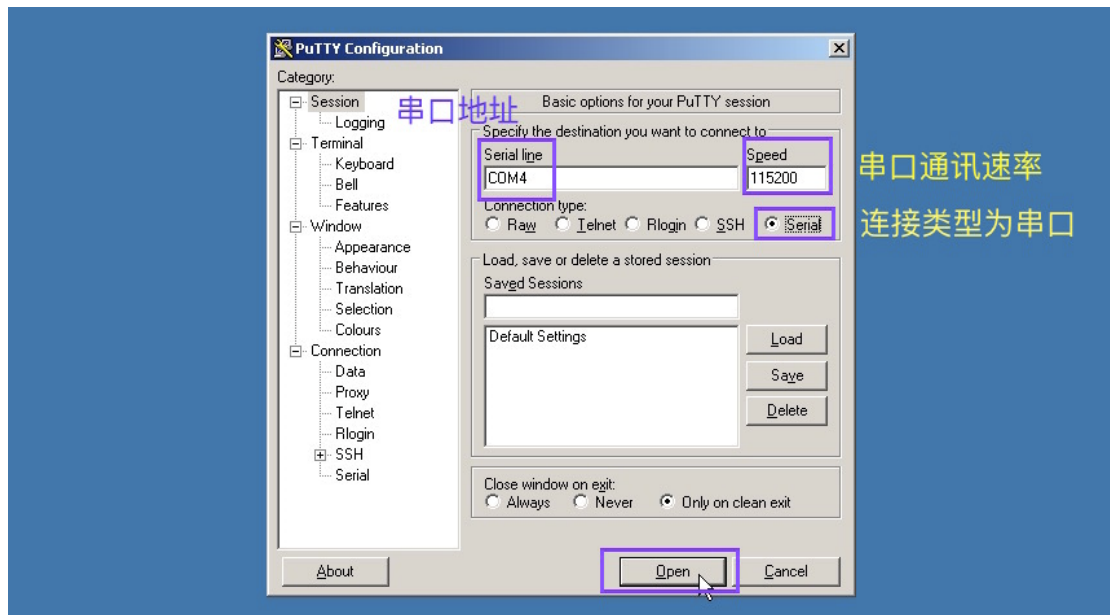 PuTTY Configuration
Category:
Session
Logging
Terminal
Keyboard
Bell
Features
Window
Appearance
Behaviour
Translation
Selection
Colours
Connection
Data
Proxy
Telnet
Rlogin
SSH
Serial
串口地址
Basic options for your PuTTY session
Specify the destination you want to connect to
Serial line Speed
COM4 115200
串口通讯速率
Connection type:
Raw Telnet Rlogin SSH Serial
连接类型为串口
Load, save or delete a stored session
Saved Sessions
Default Settings
Load
Save
Delete
Close window on exit:
Always Never Only on clean exit
About Open Cancel